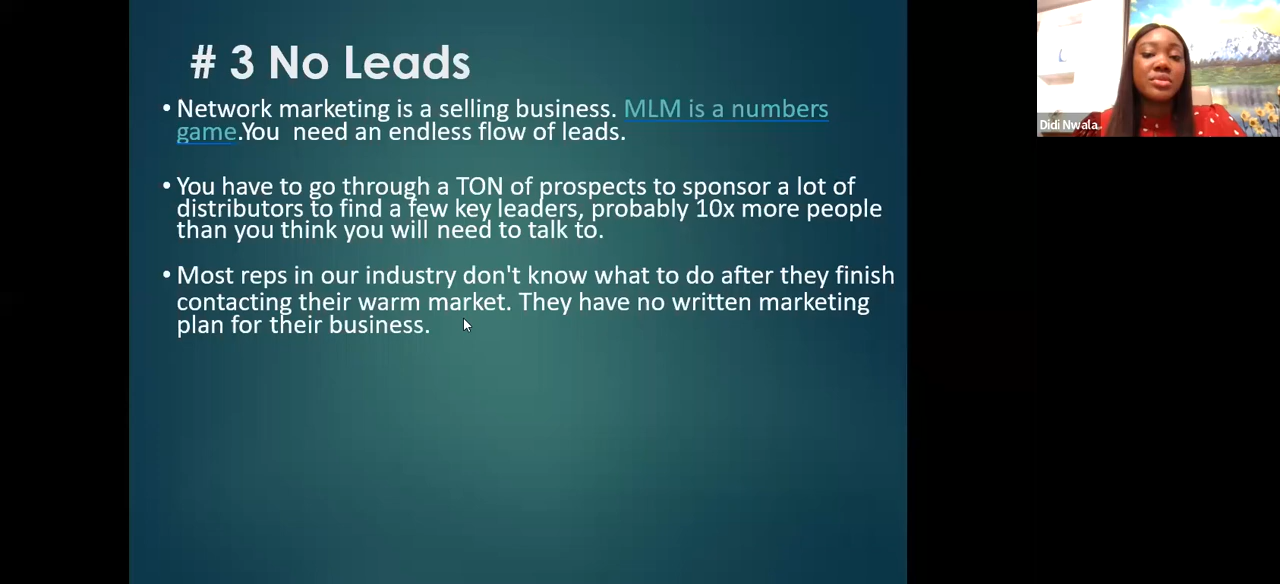 # 3 No Leads
• Network marketing is a selling business. MLM is a numbers
game.You  need an endless flow of leads.
• You have to go through a TON of prospects to sponsor a lot of
distributors to find a few key leaders, probably 10x more people
than you think you will need to talk to.
• Most reps in our industry don't know what to do after they finish
contacting their warm market. They have no written marketing
plan for their business.
Didi Nwala